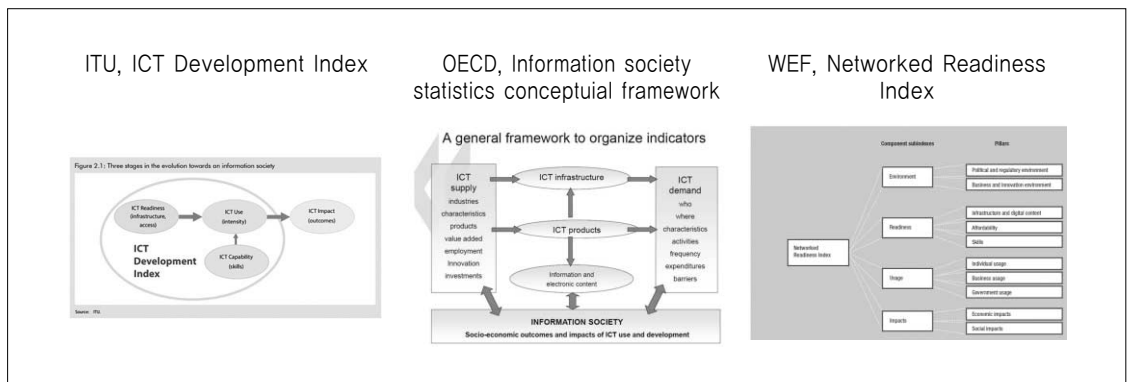 ITU, ICT Development Index
Figure 2.1: Three stages in the evolution towards an information society
ICT Readiness
(infrastructure,
access)
ICT Use
(intensity)
ICT Impact
(outcomes)
ICT
Development
Index
ICT Capability
(skills)
Source: ITU.
OECD, Information society
statistics conceptuial framework
A general framework to organize indicators
ICT
supply
industries
characteristics
products
value added
employment
innovation
investments
ICT infrastructure
ICT products
Information and
electronic content
ICT
demand
who
where
characteristics
activities
frequency
expenditures
barriers
INFORMATION SOCIETY
Socio-economic outcomes and impacts of ICT use and development
WEF, Networked Readiness
Index
Component subindexes
Pillars
Networked
Readiness Index
Environment
Political and regulatory environment
Business and innovation environment
Readiness
Infrastructure and digital content
Affordability
Skills
Usage
Individual usage
Business usage
Government usage
Impacts
Economic impacts
Social impacts